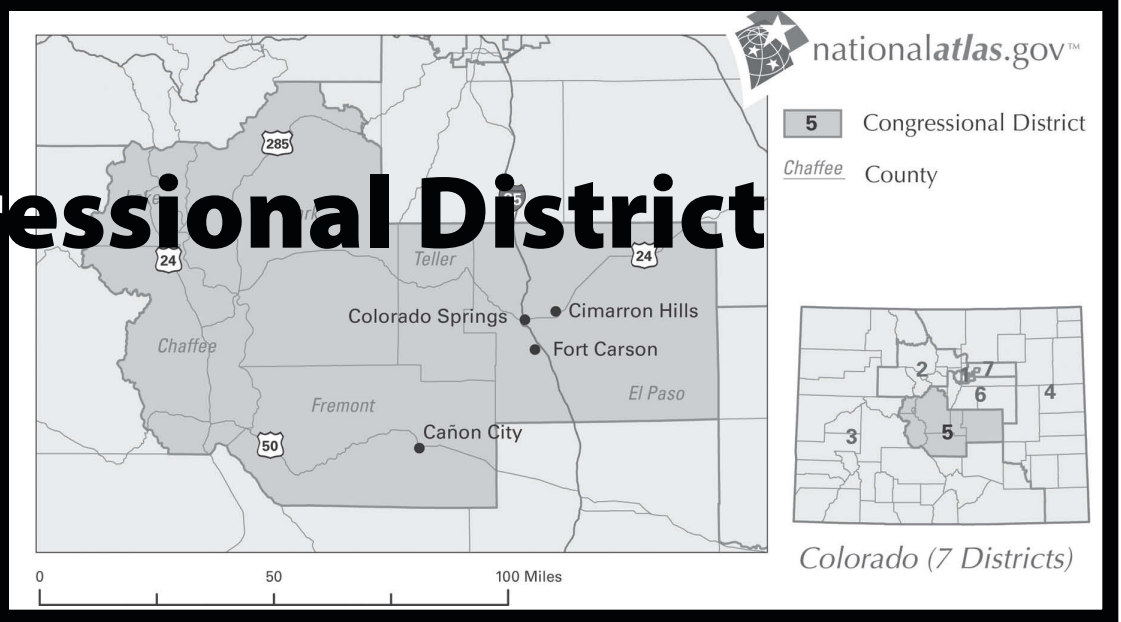 nationalatlas.gov™
5 Congressional District
Chaffee County
285
essional District
24
24
Teller
Colorado Springs
Cimarron Hills
Fort Carson
Chaffee
El Paso
Fremont
Cañon City
50
0 50 100 Miles
2
1
7
6
4
5
3
Colorado (7 Districts)